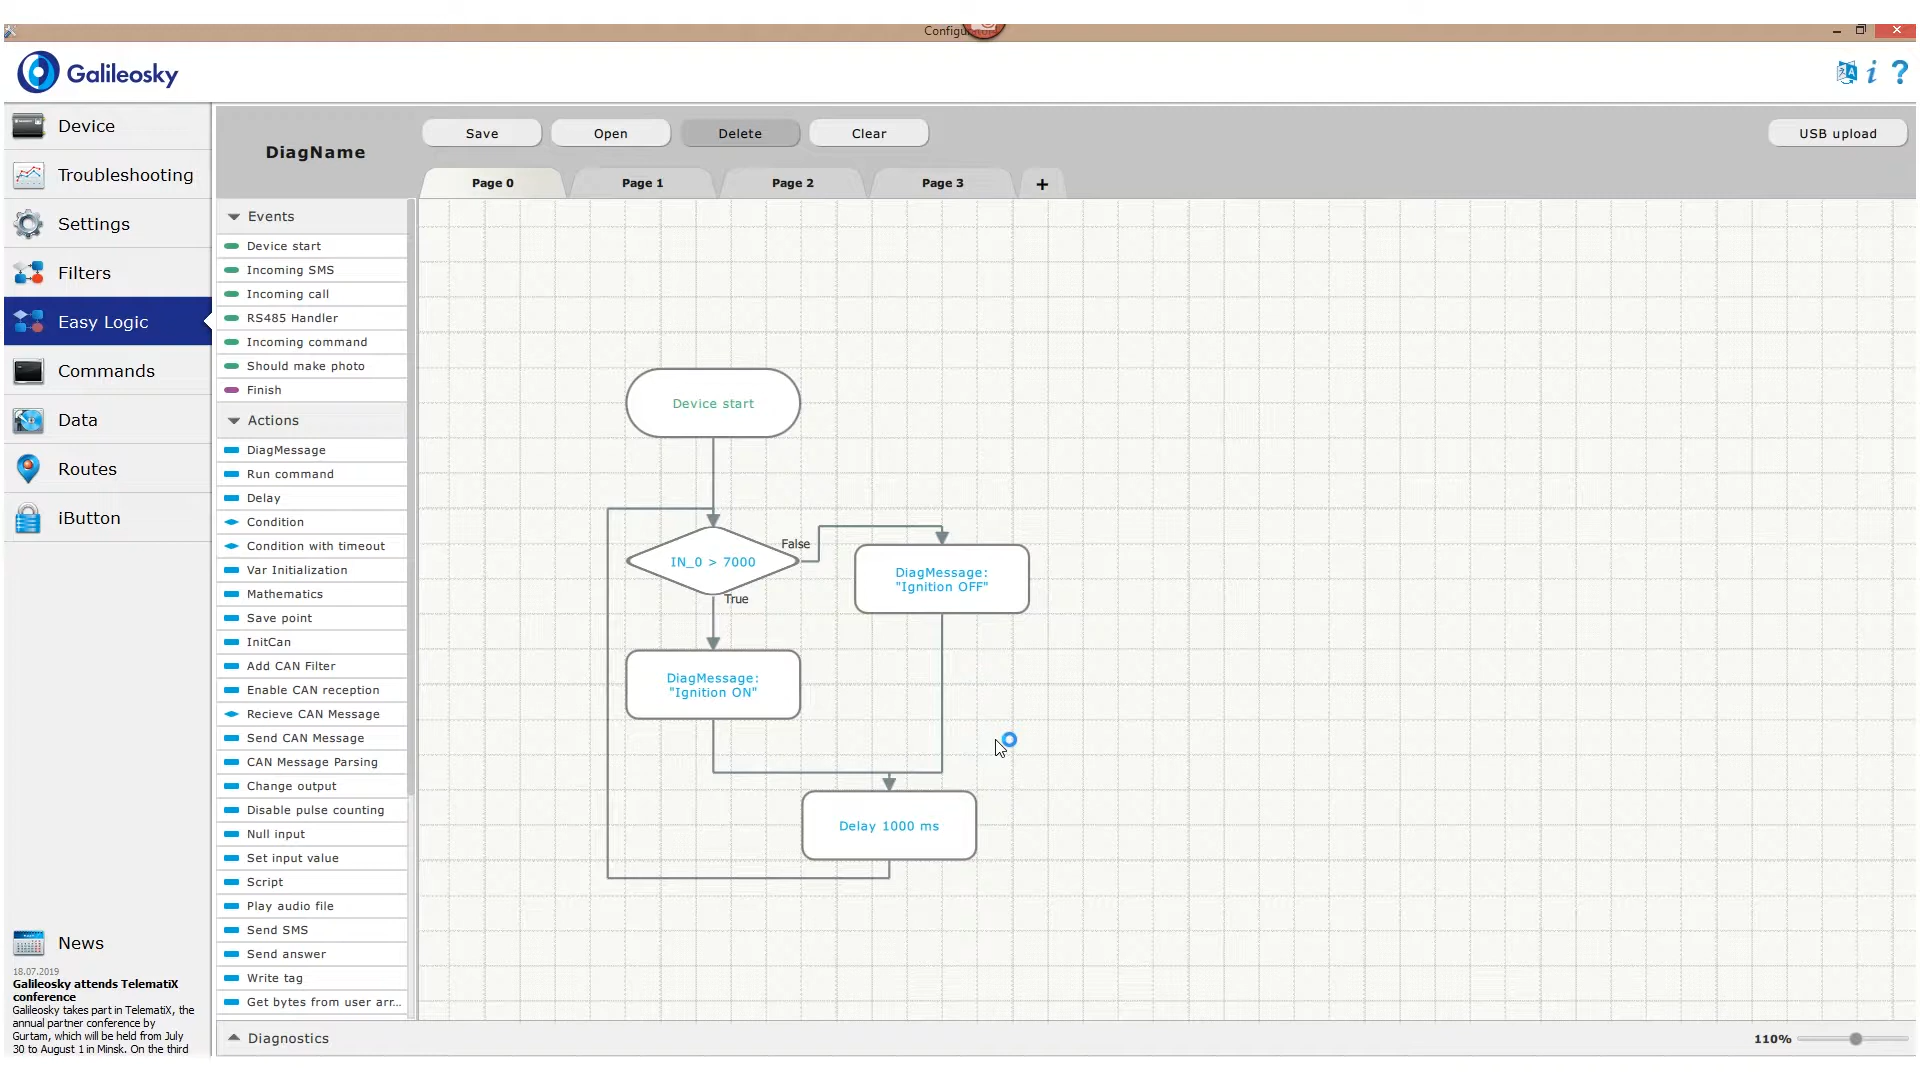 Galileosky
Device
Troubleshooting
Settings
Filters
Easy Logic
Commands
Data
Routes
iButton
News
18.07.2019
Galileosky attends TelematiX
conference
Galileosky takes part in TelematiX, the
annual partner conference by
Gurtam, which will be held from July
30 to August 1 in Minsk. On the third
DiagName
Save
Open
Delete
Clear
USB upload
Page 0
Page 1
Page 2
Page 3
+
Events
Device start
Incoming SMS
Incoming call
RS485 Handler
Incoming command
Should make photo
Finish
Actions
DiagMessage
Run command
Delay
Condition
Condition with timeout
Var Initialization
Mathematics
Save point
InitCan
Add CAN Filter
Enable CAN reception
Recieve CAN Message
Send CAN Message
CAN Message Parsing
Change output
Disable pulse counting
Null input
Set input value
Script
Play audio file
Send SMS
Send answer
Write tag
Get bytes from user arr...
Device start
IN_0 > 7000
False
True
DiagMessage:
"Ignition OFF"
DiagMessage:
"Ignition ON"
Delay 1000 ms
Diagnostics
110%